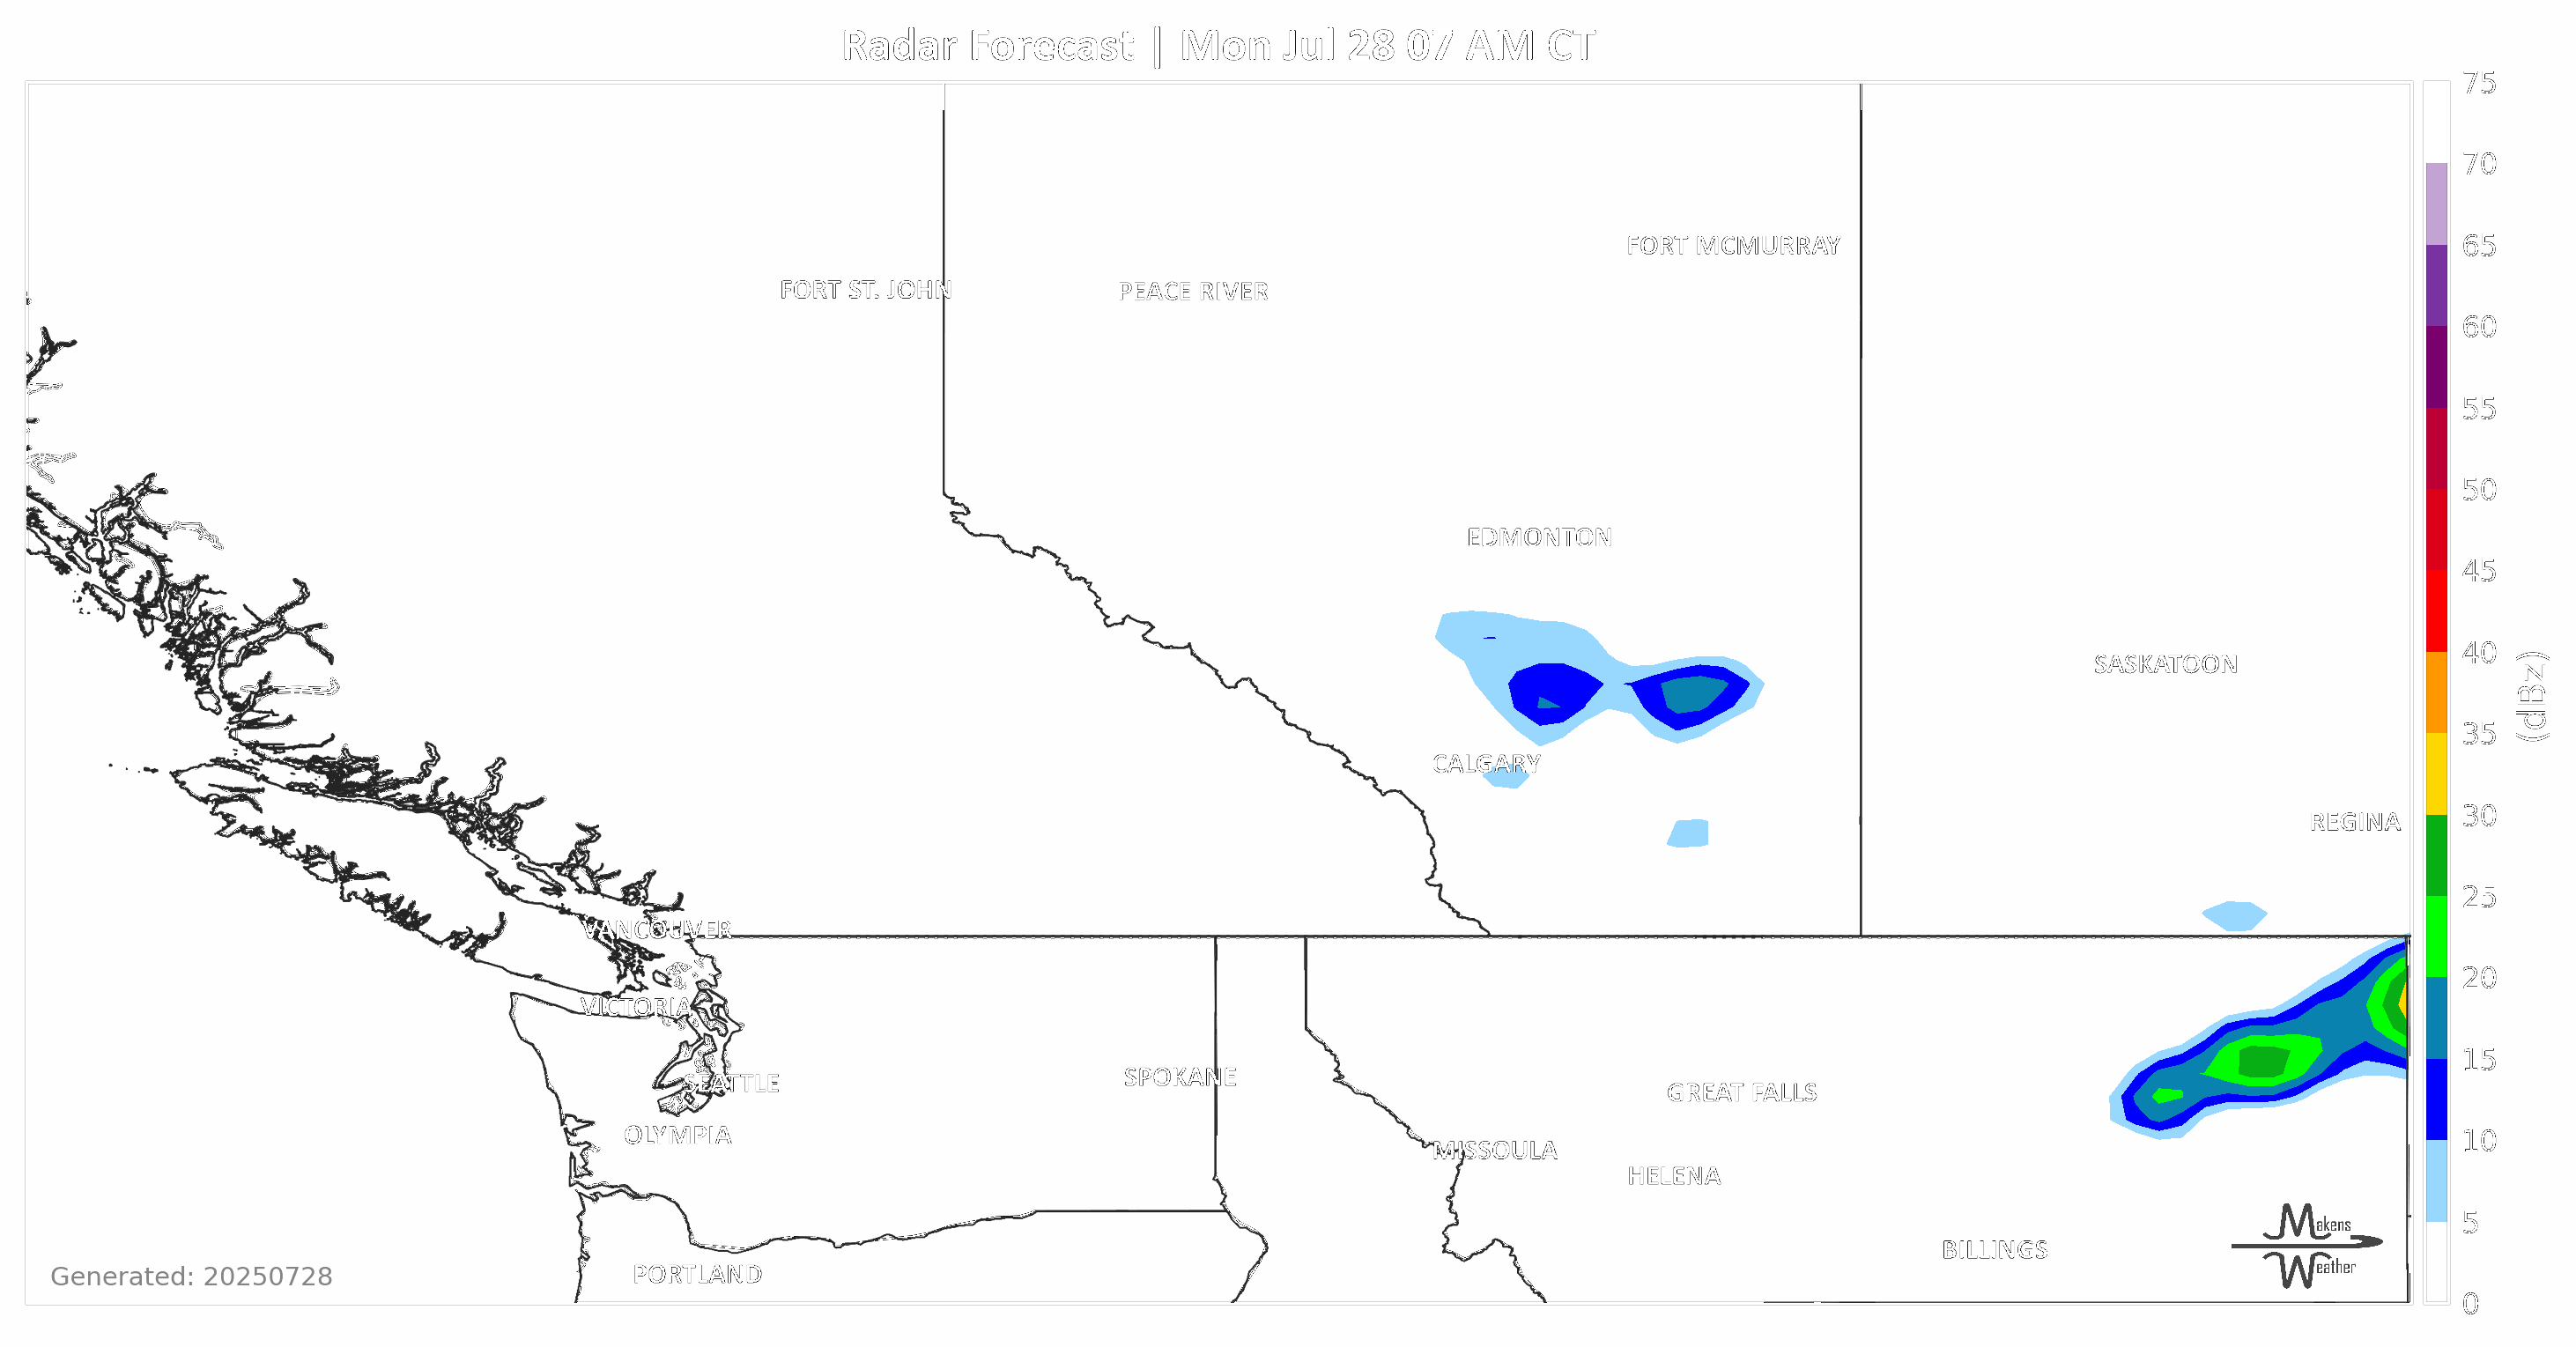 Radar Forecast | Mon Jul 28 07 AM CT
75
70
FORT MCMURRAY
65
FORT ST. JOHN
PEACE RIVER
60
55
50
EDMONTON
45
40
SASKATOON
(dBz)
35
CALGARY
30
REGINA
25
VANCOUVER
20
VICTORIA
15
SEATTLE
SPOKANE
GREAT FALLS
OLYMPIA
10
MISSOULA
HELENA
5
Makens
Weather
BILLINGS
Generated: 20250728
PORTLAND
0